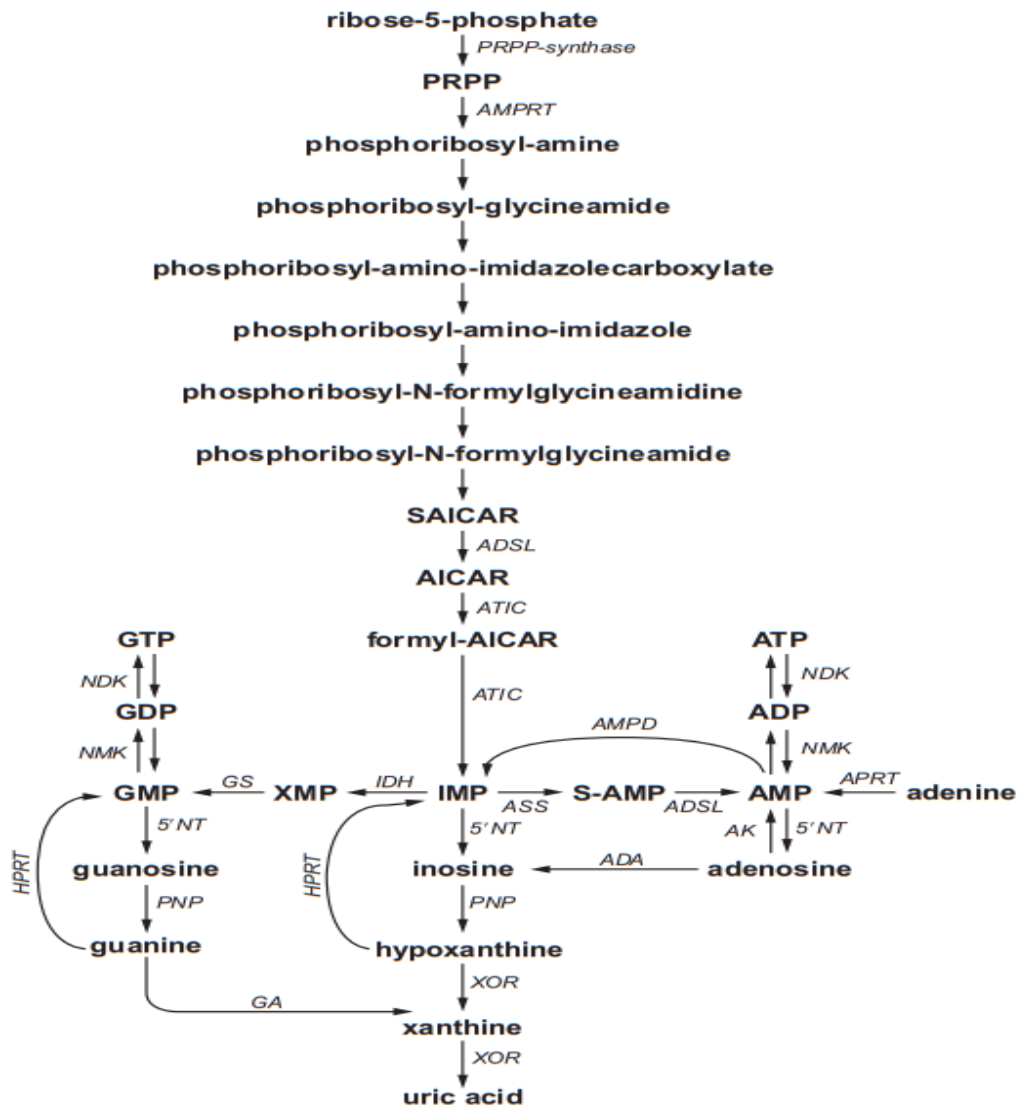 ribose-5-phosphate
PRPP-synthase
PRPP
AMPRT
phosphoribosyl-amine
phosphoribosyl-glycineamide
phosphoribosyl-amino-imidazolecarboxylate
phosphoribosyl-amino-imidazole
phosphoribosyl-N-formylglycineamidine
phosphoribosyl-N-formylglycineamide
SAICAR
ADSL
AICAR
ATIC
GTP formyl-AICAR ATP
NDK ATIC NDK
GDP AMPD ADP
NMK NMK
GMP GS XMP IDH IMP ASS S-AMP ADSL AMP APRT adenine
5' NT 5' NT AK 5' NT
HPRT guanosine HPRT inosine ADA adenosine
PNP PNP
guanine hypoxanthine
XOR
GA
xanthine
XOR
uric acid